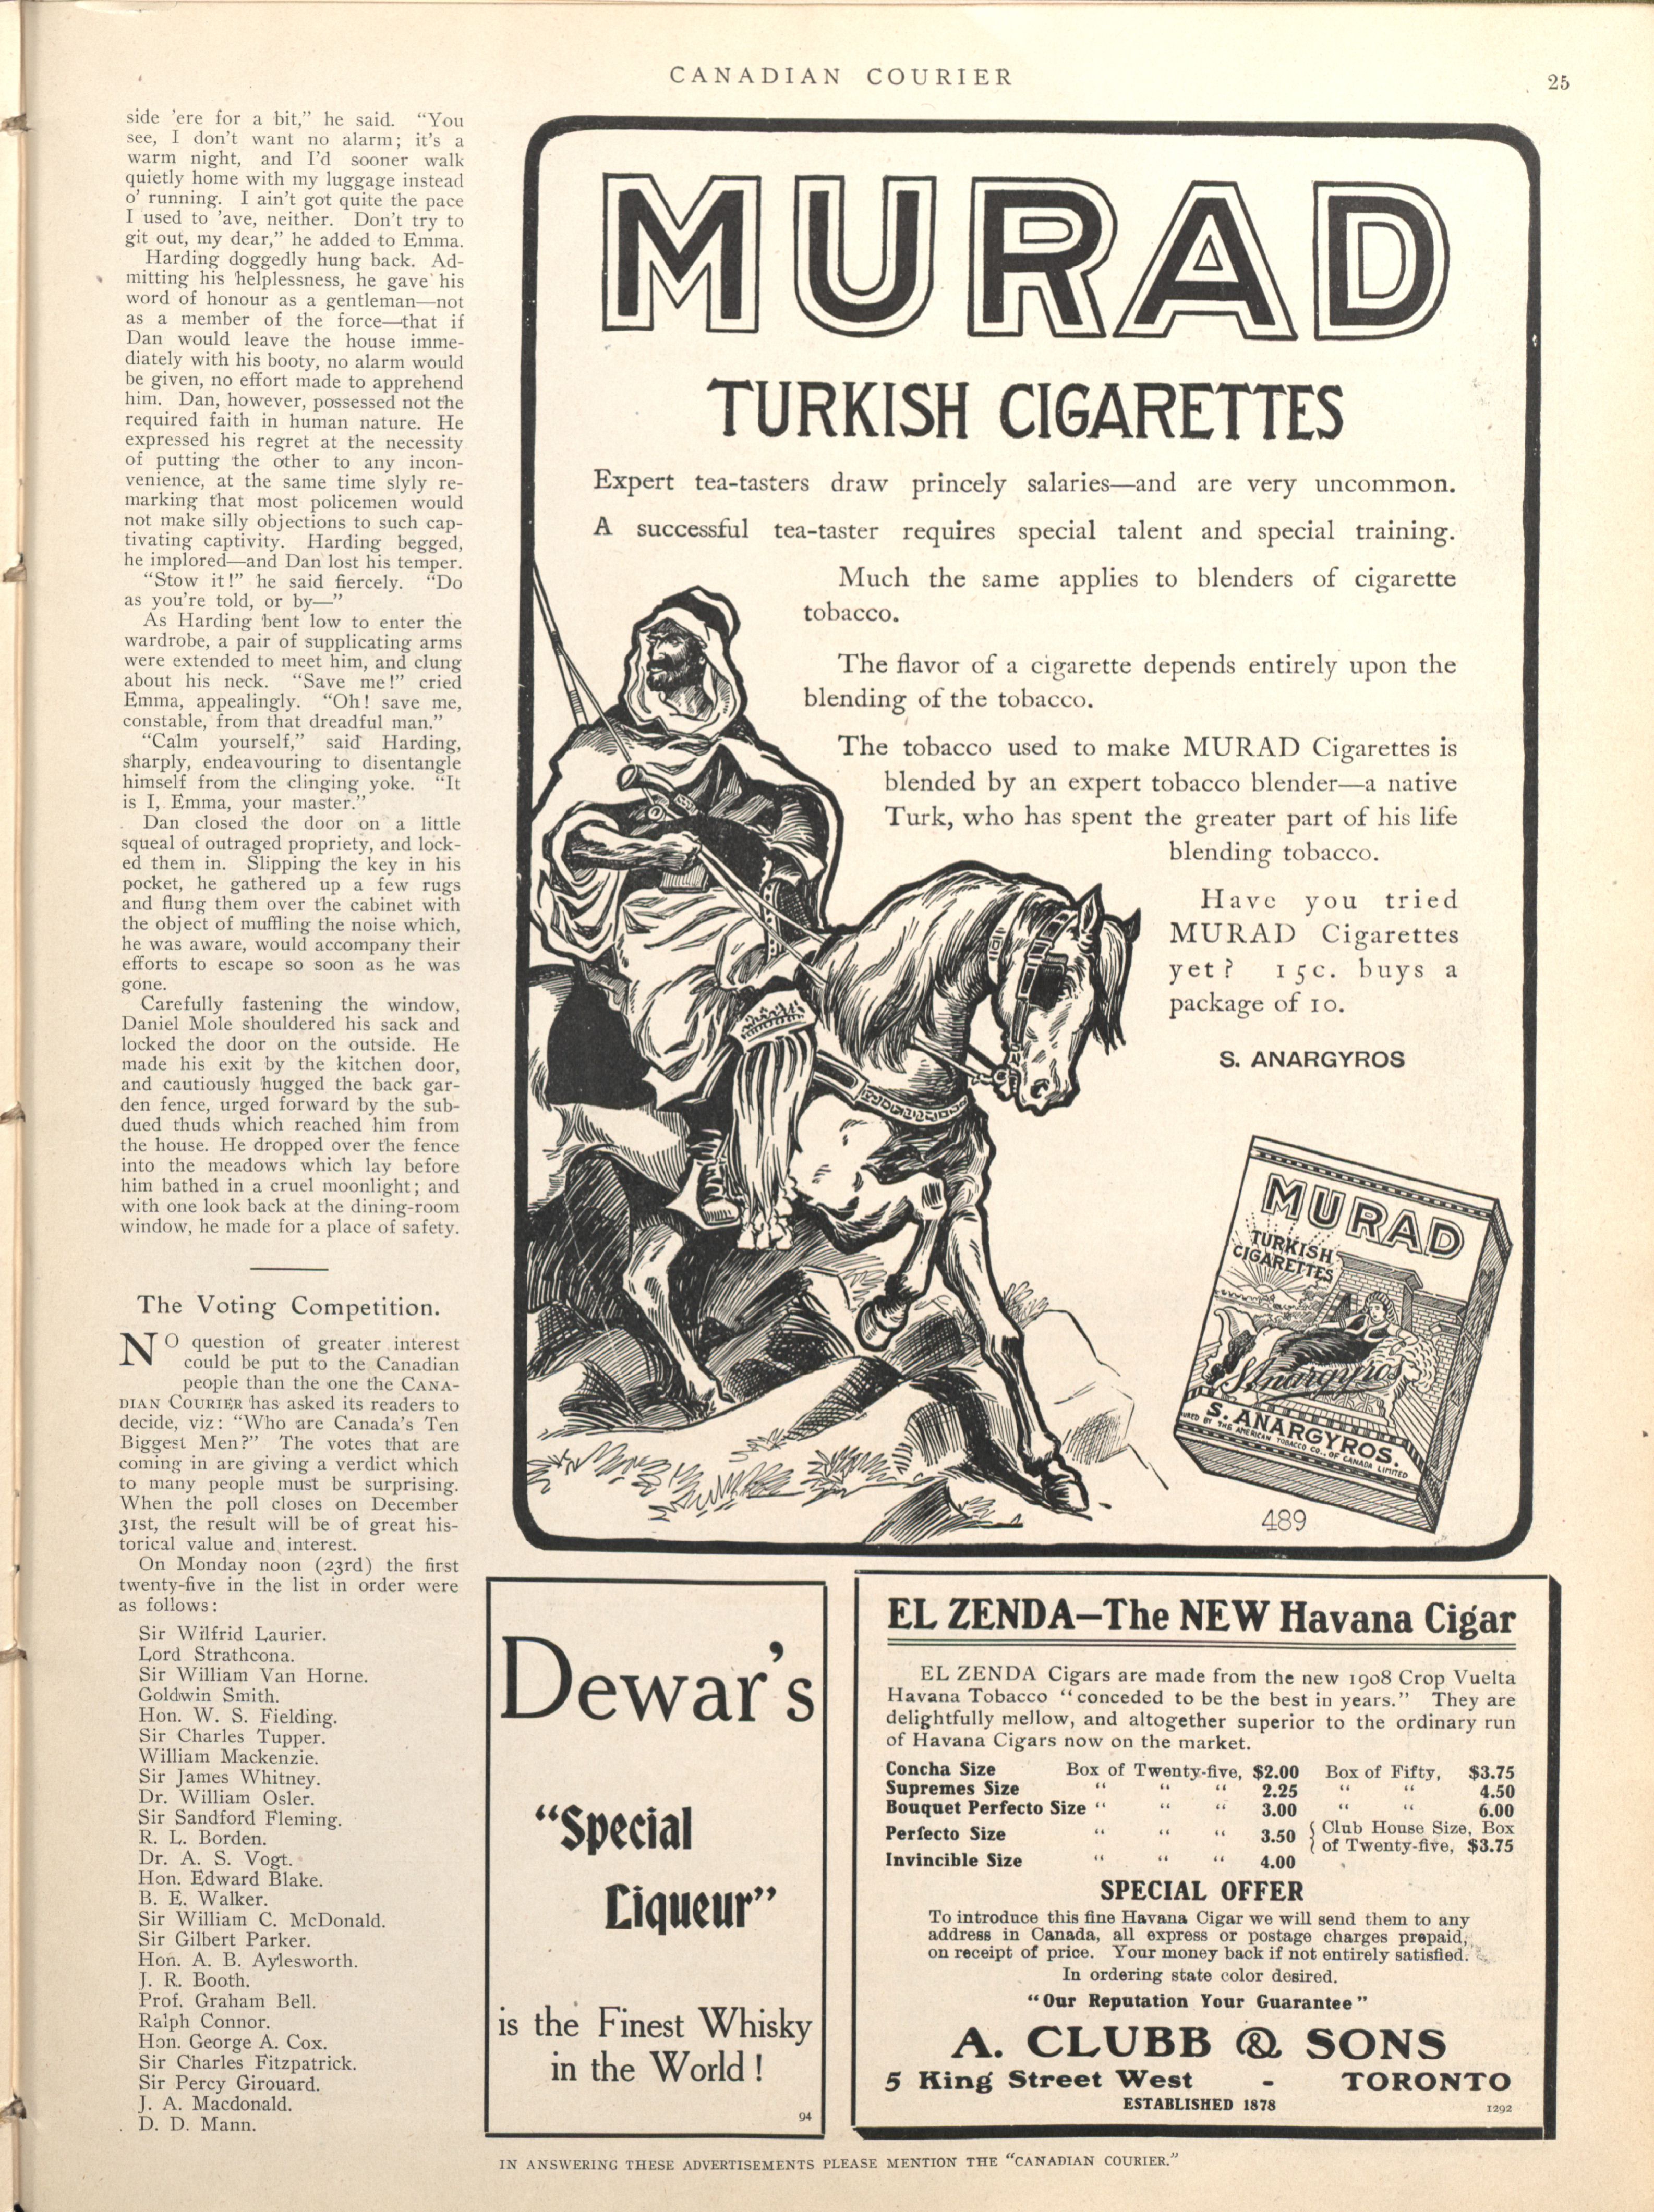 CANADIAN COURIER
25
side 'ere for a bit," he said. "You
see, I don't want no alarm; it's a
warm night, and I'd sooner walk
quietly home with my luggage instead
o' running. I ain't got quite the pace
I used to 'ave, neither. Don't try to
git out, my dear," he added to Emma.
Harding doggedly hung back. Ad-
mitting his helplessness, he gave his
word of honour as a gentleman—not
as a member of the force—that if
Dan would leave the house imme-
diately with his booty, no alarm would
be given, no effort made to apprehend
him. Dan, however, possessed not the
required faith in human nature. He
expressed his regret at the necessity
of putting the other to any incon-
venience, at the same time slyly re-
marking that most policemen would
not make silly objections to such cap-
tivating captivity. Harding begged,
he implored—and Dan lost his temper.
"Stow it!" he said fiercely. "Do
as you're told, or by—"
As Harding bent low to enter the
wardrobe, a pair of supplicating arms
were extended to meet him, and clung
about his neck. "Save me!" cried
Emma, appealingly. "Oh! save me,
constable, from that dreadful man."
"Calm yourself," said Harding,
sharply, endeavouring to disentangle
himself from the clinging yoke. "It
is I, Emma, your master."
Dan closed the door on a little
squeal of outraged propriety, and lock-
ed them in. Slipping the key in his
pocket, he gathered up a few rugs
and flung them over the cabinet with
the object of muffling the noise which,
he was aware, would accompany their
efforts to escape so soon as he was
gone.
Carefully fastening the window,
Daniel Mole shouldered his sack and
locked the door on the outside. He
made his exit by the kitchen door,
and cautiously hugged the back gar-
den fence, urged forward by the sub-
dued thuds which reached him from
the house. He dropped over the fence
into the meadows which lay before
him bathed in a cruel moonlight; and
with one look back at the dining-room
window, he made for a place of safety.
The Voting Competition.
NO question of greater interest
could be put to the Canadian
people than the one the CANA-
DIAN COURIER has asked its readers to
decide, viz: "Who are Canada's Ten
Biggest Men?" The votes that are
coming in are giving a verdict which
to many people must be surprising.
When the poll closes on December
31st, the result will be of great his-
torical value and interest.
On Monday noon (23rd) the first
twenty-five in the list in order were
as follows:
Sir Wilfrid Laurier.
Lord Strathcona.
Sir William Van Horne.
Goldwin Smith.
Hon. W. S. Fielding.
Sir Charles Tupper.
William Mackenzie.
Sir James Whitney.
Dr. William Osler.
Sir Sandford Fleming.
R. L. Borden.
Dr. A. S. Vogt.
Hon. Edward Blake.
B. E. Walker.
Sir William C. McDonald.
Sir Gilbert Parker.
Hon. A. B. Aylesworth.
J. R. Booth.
Prof. Graham Bell.
Ralph Connor.
Hon. George A. Cox.
Sir Charles Fitzpatrick.
Sir Percy Girouard.
J. A. Macdonald.
D. D. Mann.
MURAD
TURKISH CIGARETTES
Expert tea-tasters draw princely salaries—and are very uncommon.
A successful tea-taster requires special talent and special training.
Much the same applies to blenders of cigarette
tobacco.
The flavor of a cigarette depends entirely upon the
blending of the tobacco.
The tobacco used to make MURAD Cigarettes is
blended by an expert tobacco blender—a native
Turk, who has spent the greater part of his life
blending tobacco.
Have you tried
MURAD Cigarettes
yet? 15c. buys a
package of 10.
S. ANARGYROS
MURAD
TURKISH
CIGARETTES
S. Anargyros
S. ANARGYROS.
BY THE AMERICAN TOBACCO CO., OF CANADA LIMITED
489
Dewar's
"Special
Liqueur"
is the Finest Whisky
in the World!
94
EL ZENDA—The NEW Havana Cigar
EL ZENDA Cigars are made from the new 1908 Crop Vuelta
Havana Tobacco "conceded to be the best in years." They are
delightfully mellow, and altogether superior to the ordinary run
of Havana Cigars now on the market.
Concha Size Box of Twenty-five, $2.00 Box of Fifty, $3.75
Supremes Size " " " 2.25 " " 4.50
Bouquet Perfecto Size " " " 3.00 " " 6.00
Perfecto Size " " " 3.50 { Club House Size, Box
of Twenty-five, $3.75
Invincible Size " " " 4.00
SPECIAL OFFER
To introduce this fine Havana Cigar we will send them to any
address in Canada, all express or postage charges prepaid,
on receipt of price. Your money back if not entirely satisfied.
In ordering state color desired.
"Our Reputation Your Guarantee"
A. CLUBB & SONS
5 King Street West - TORONTO
ESTABLISHED 1878
1292
IN ANSWERING THESE ADVERTISEMENTS PLEASE MENTION THE "CANADIAN COURIER."